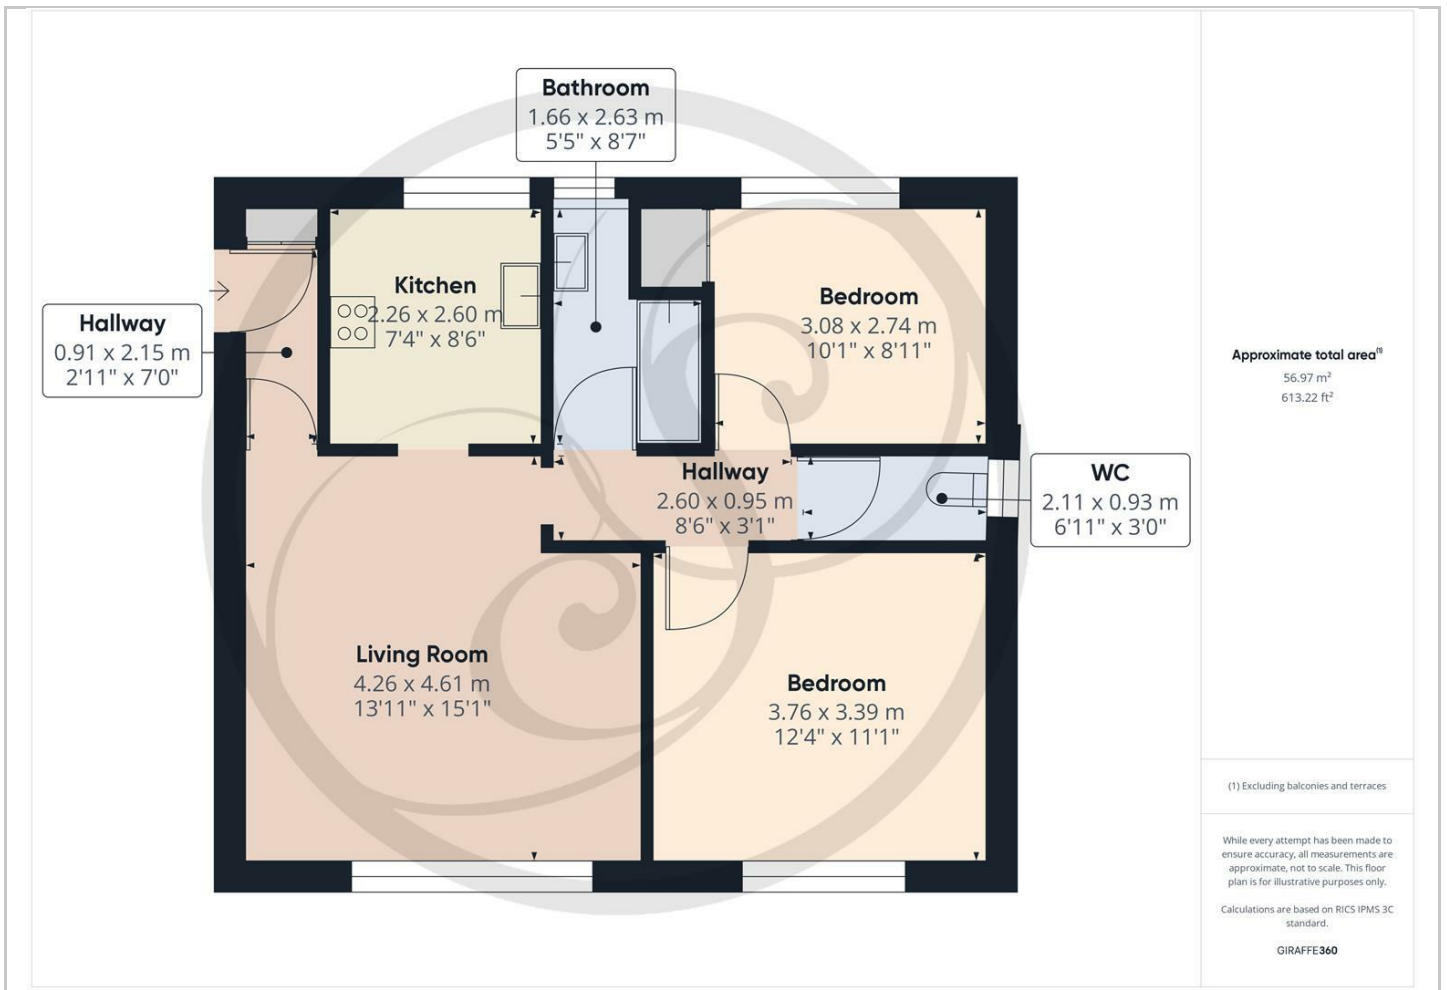 Bathroom
1.66 x 2.63 m
5'5" x 8'7"
Kitchen
2.26 x 2.60 m
7'4" x 8'6"
Bedroom
3.08 x 2.74 m
10'1" x 8'11"
Hallway
0.91 x 2.15 m
2'11" x 7'0"
Hallway
2.60 x 0.95 m
8'6" x 3'1"
WC
2.11 x 0.93 m
6'11" x 3'0"
Living Room
4.26 x 4.61 m
13'11" x 15'1"
Bedroom
3.76 x 3.39 m
12'4" x 11'1"
Approximate total area(1)
56.97 m²
613.22 ft²
(1) Excluding balconies and terraces
While every attempt has been made to
ensure accuracy, all measurements are
approximate, not to scale. This floor
plan is for illustrative purposes only.
Calculations are based on RICS IPMS 3C
standard.
GIRAFFE360